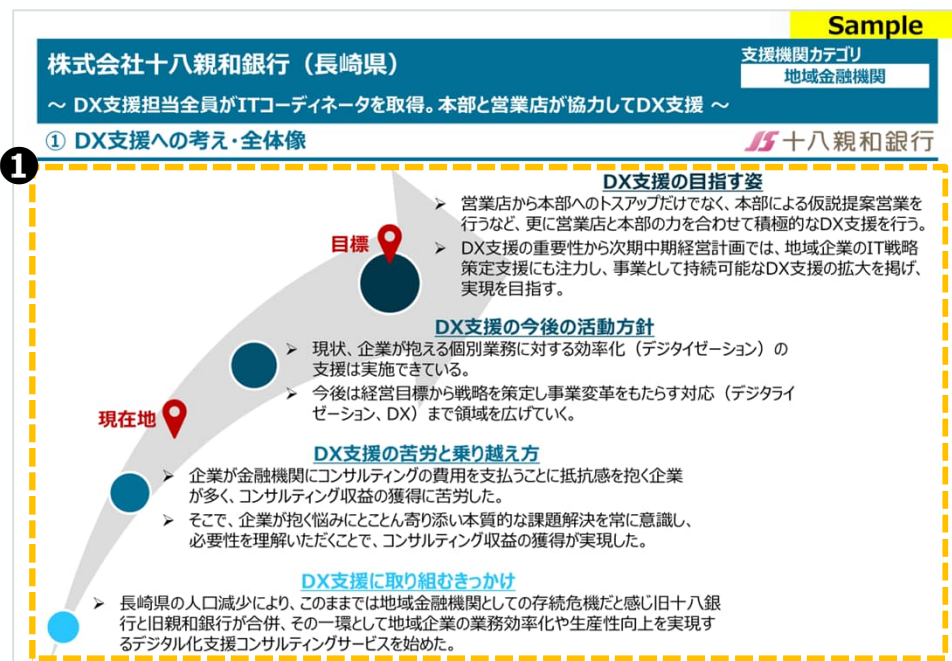 Sample
株式会社十八親和銀行（長崎県）
支援機関カテゴリ
地域金融機関
～ DX支援担当全員がITコーディネータを取得。本部と営業店が協力してDX支援 ～
① DX支援への考え・全体像
十八親和銀行
1
DX支援の目指す姿
➢ 営業店から本部へのトスアップだけでなく、本部による仮説提案営業を
行うなど、更に営業店と本部の力を合わせて積極的なDX支援を行う。
目標
➢ DX支援の重要性から次期中期経営計画では、地域企業のIT戦略
策定支援にも注力し、事業として持続可能なDX支援の拡大を掲げ、
実現を目指す。
DX支援の今後の活動方針
➢ 現状、企業が抱える個別業務に対する効率化（デジタイゼーション）の
支援は実施できている。
➢ 今後は経営目標から戦略を策定し事業変革をもたらす対応（デジタライ
ゼーション、DX）まで領域を広げていく。
現在地
DX支援の苦労と乗り越え方
➢ 企業が金融機関にコンサルティングの費用を支払うことに抵抗感を抱く企業
が多く、コンサルティング収益の獲得に苦労した。
➢ そこで、企業が抱く悩みにとことん寄り添い本質的な課題解決を常に意識し、
必要性を理解いただくことで、コンサルティング収益の獲得が実現した。
DX支援に取り組むきっかけ
➢ 長崎県の人口減少により、このままでは地域金融機関としての存続危機だと感じ旧十八銀
行と旧親和銀行が合併、その一環として地域企業の業務効率化や生産性向上を実現す
るデジタル化支援コンサルティングサービスを始めた。